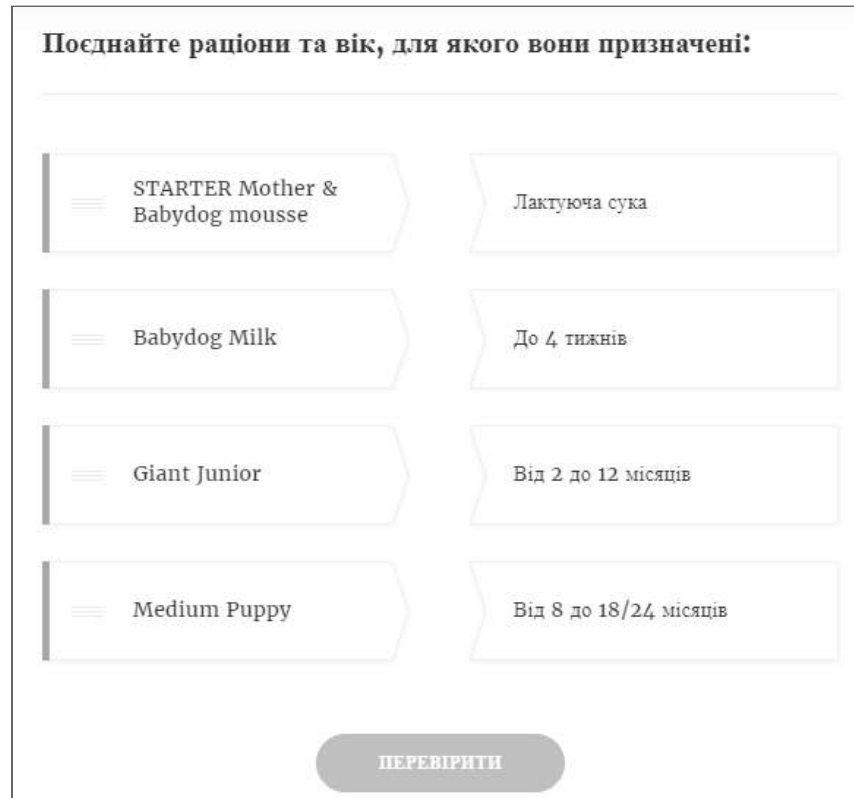 Поєднайте раціони та вік, для якого вони призначені:
STARTER Mother &
Babydog mousse
Лактуюча сука
Babydog Milk
До 4 тижнів
Giant Junior
Від 2 до 12 місяців
Medium Puppy
Від 8 до 18/24 місяців
ПЕРЕВІРИТИ